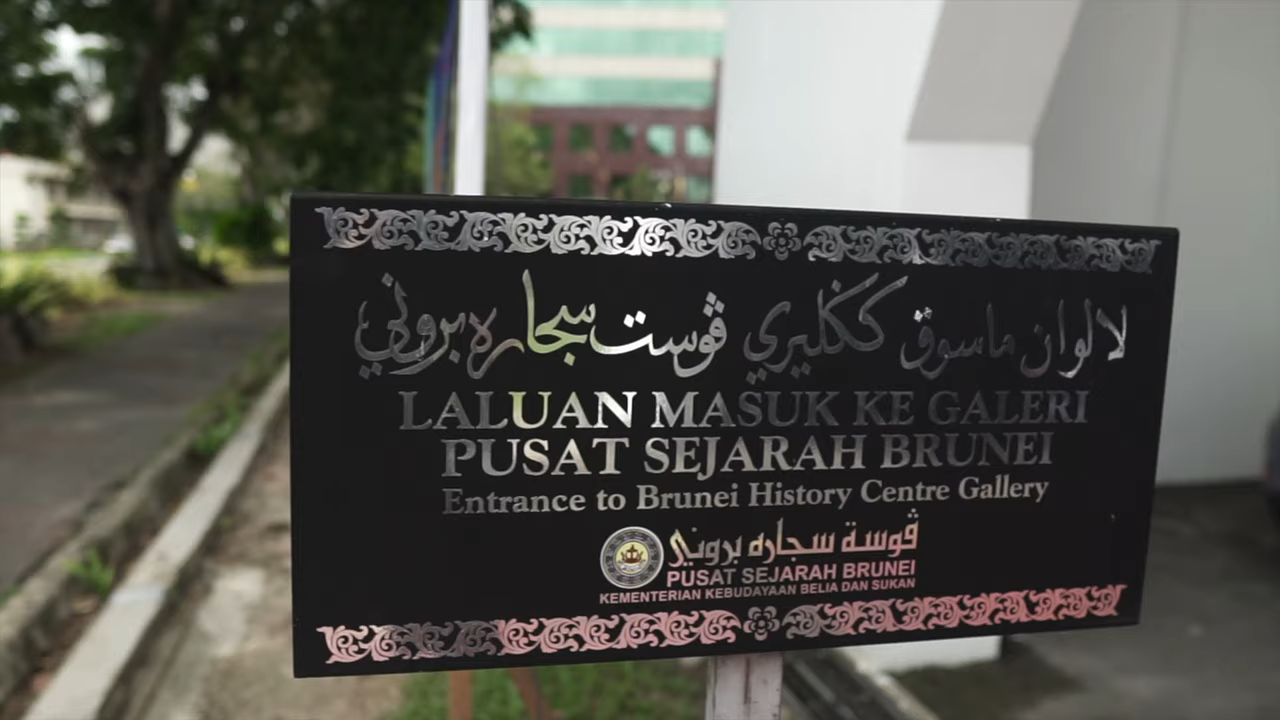 لالوان ماسوق ککليري ڤوست سجاره بروني
LALUAN MASUK KE GALERI
PUSAT SEJARAH BRUNEI
Entrance to Brunei History Centre Gallery
ڤوسة سجاره بروني
PUSAT SEJARAH BRUNEI
KEMENTERIAN KEBUDAYAAN BELIA DAN SUKAN